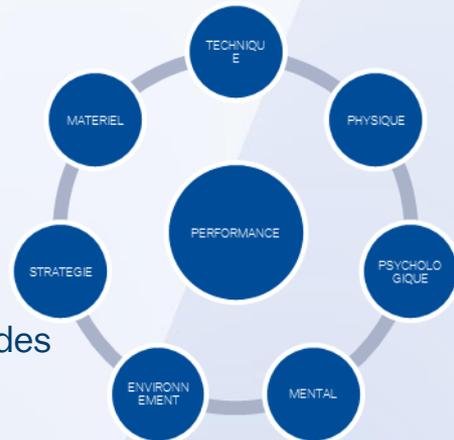 TECHNIQU
E
MATERIEL
PHYSIQUE
PERFORMANCE
STRATEGIE
PSYCHOLO
GIQUE
des
ENVIRONN
EMENT
MENTAL